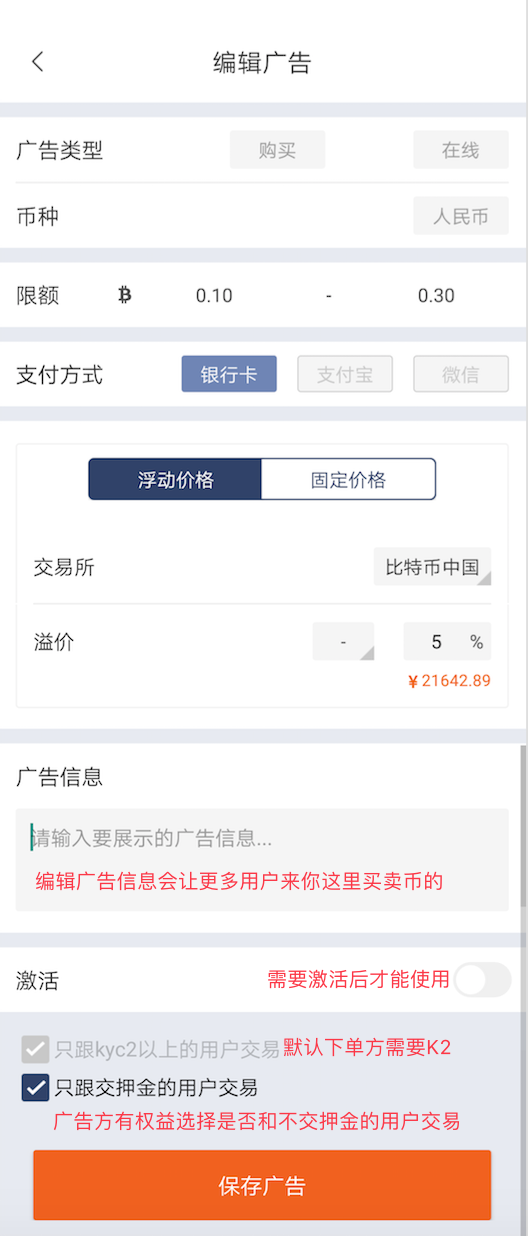 编辑广告
广告类型 购买 在线
币种 人民币
限额 ₿ 0.10 - 0.30
支付方式 银行卡 支付宝 微信
浮动价格 固定价格
交易所 比特币中国
溢价 - 5 %
¥21642.89
广告信息
请输入要展示的广告信息...
编辑广告信息会让更多用户来你这里买卖币的
激活 需要激活后才能使用
只跟kyc2以上的用户交易 默认下单方需要K2
只跟交押金的用户交易
广告方有权益选择是否和不交押金的用户交易
保存广告